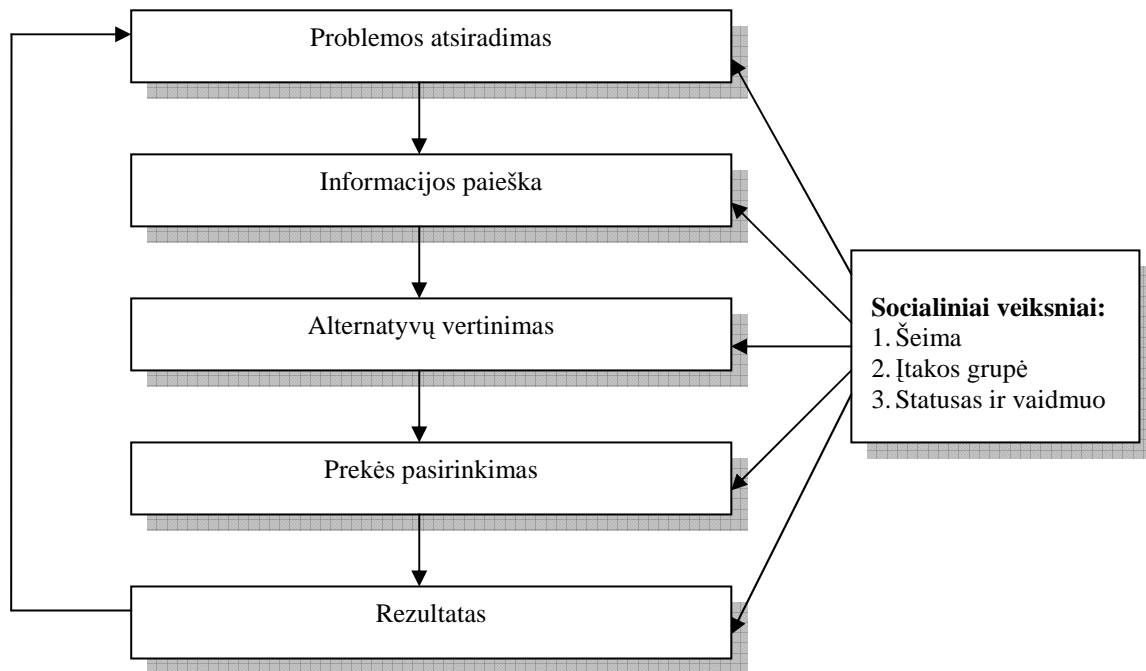 Problemos atsiradimas
Informacijos paieška
Alternatyvų vertinimas
Prekės pasirinkimas
Rezultatas
Socialiniai veiksniai:
1. Šeima
2. Įtakos grupė
3. Statusas ir vaidmuo